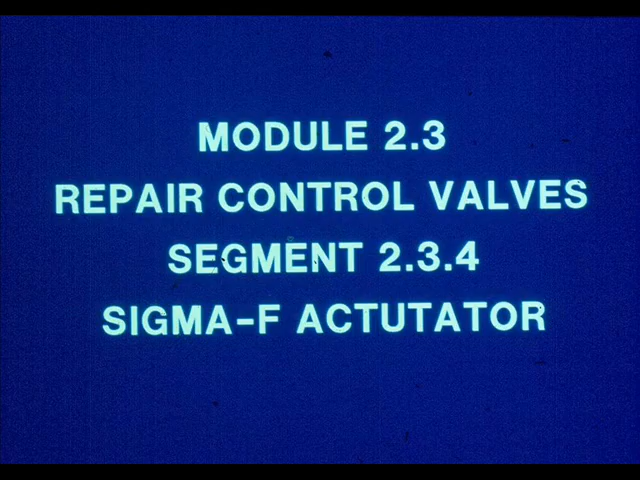 MODULE 2.3
REPAIR CONTROL VALVES
SEGMENT 2.3.4
SIGMA-F ACTUTATOR